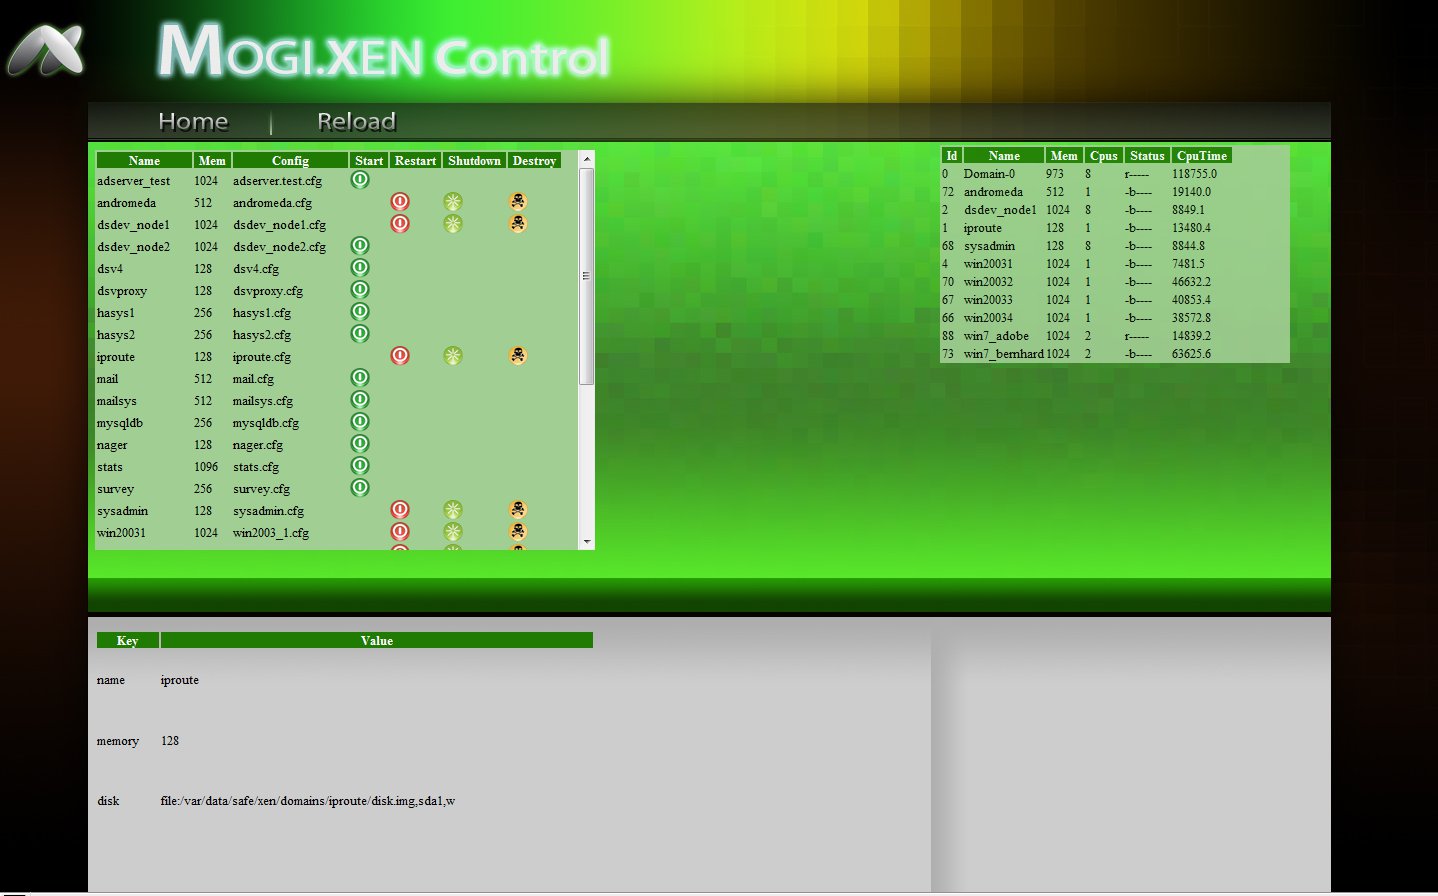 MOGI.XEN Control
Home | Reload
Name Mem Config Start Restart Shutdown Destroy
adserver_test 1024 adserver.test.cfg
andromeda 512 andromeda.cfg
dsdev_node1 1024 dsdev_node1.cfg
dsdev_node2 1024 dsdev_node2.cfg
dsv4 128 dsv4.cfg
dsvproxy 128 dsvproxy.cfg
hasys1 256 hasys1.cfg
hasys2 256 hasys2.cfg
iproute 128 iproute.cfg
mail 512 mail.cfg
mailsys 512 mailsys.cfg
mysqldb 256 mysqldb.cfg
nager 128 nager.cfg
stats 1096 stats.cfg
survey 256 survey.cfg
sysadmin 128 sysadmin.cfg
win20031 1024 win2003_1.cfg
Id Name Mem Cpus Status CpuTime
0 Domain-0 973 8 r----- 118755.0
72 andromeda 512 1 -b---- 19140.0
2 dsdev_node1 1024 8 -b---- 8849.1
1 iproute 128 1 -b---- 13480.4
68 sysadmin 128 8 -b---- 8844.8
4 win20031 1024 1 -b---- 7481.5
70 win20032 1024 1 -b---- 46632.2
67 win20033 1024 1 -b---- 40853.4
66 win20034 1024 1 -b---- 38572.8
88 win7_adobe 1024 2 r----- 14839.2
73 win7_bernhard 1024 2 -b---- 63625.6
Key Value
name iproute
memory 128
disk file:/var/data/safe/xen/domains/iproute/disk.img,sda1,w